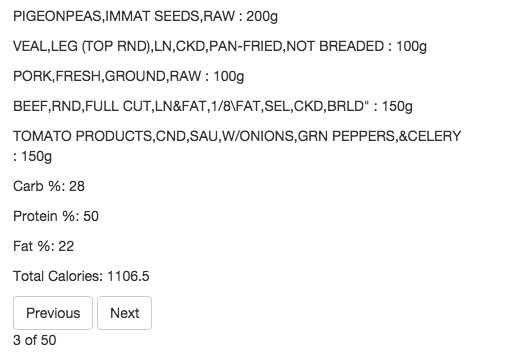 PIGEONPEAS,IMMAT SEEDS,RAW : 200g
VEAL,LEG (TOP RND),LN,CKD,PAN-FRIED,NOT BREADED : 100g
PORK,FRESH,GROUND,RAW : 100g
BEEF,RND,FULL CUT,LN&FAT,1/8\FAT,SEL,CKD,BRLD" : 150g
TOMATO PRODUCTS,CND,SAU,W/ONIONS,GRN PEPPERS,&CELERY
: 150g
Carb %: 28
Protein %: 50
Fat %: 22
Total Calories: 1106.5
Previous Next
3 of 50